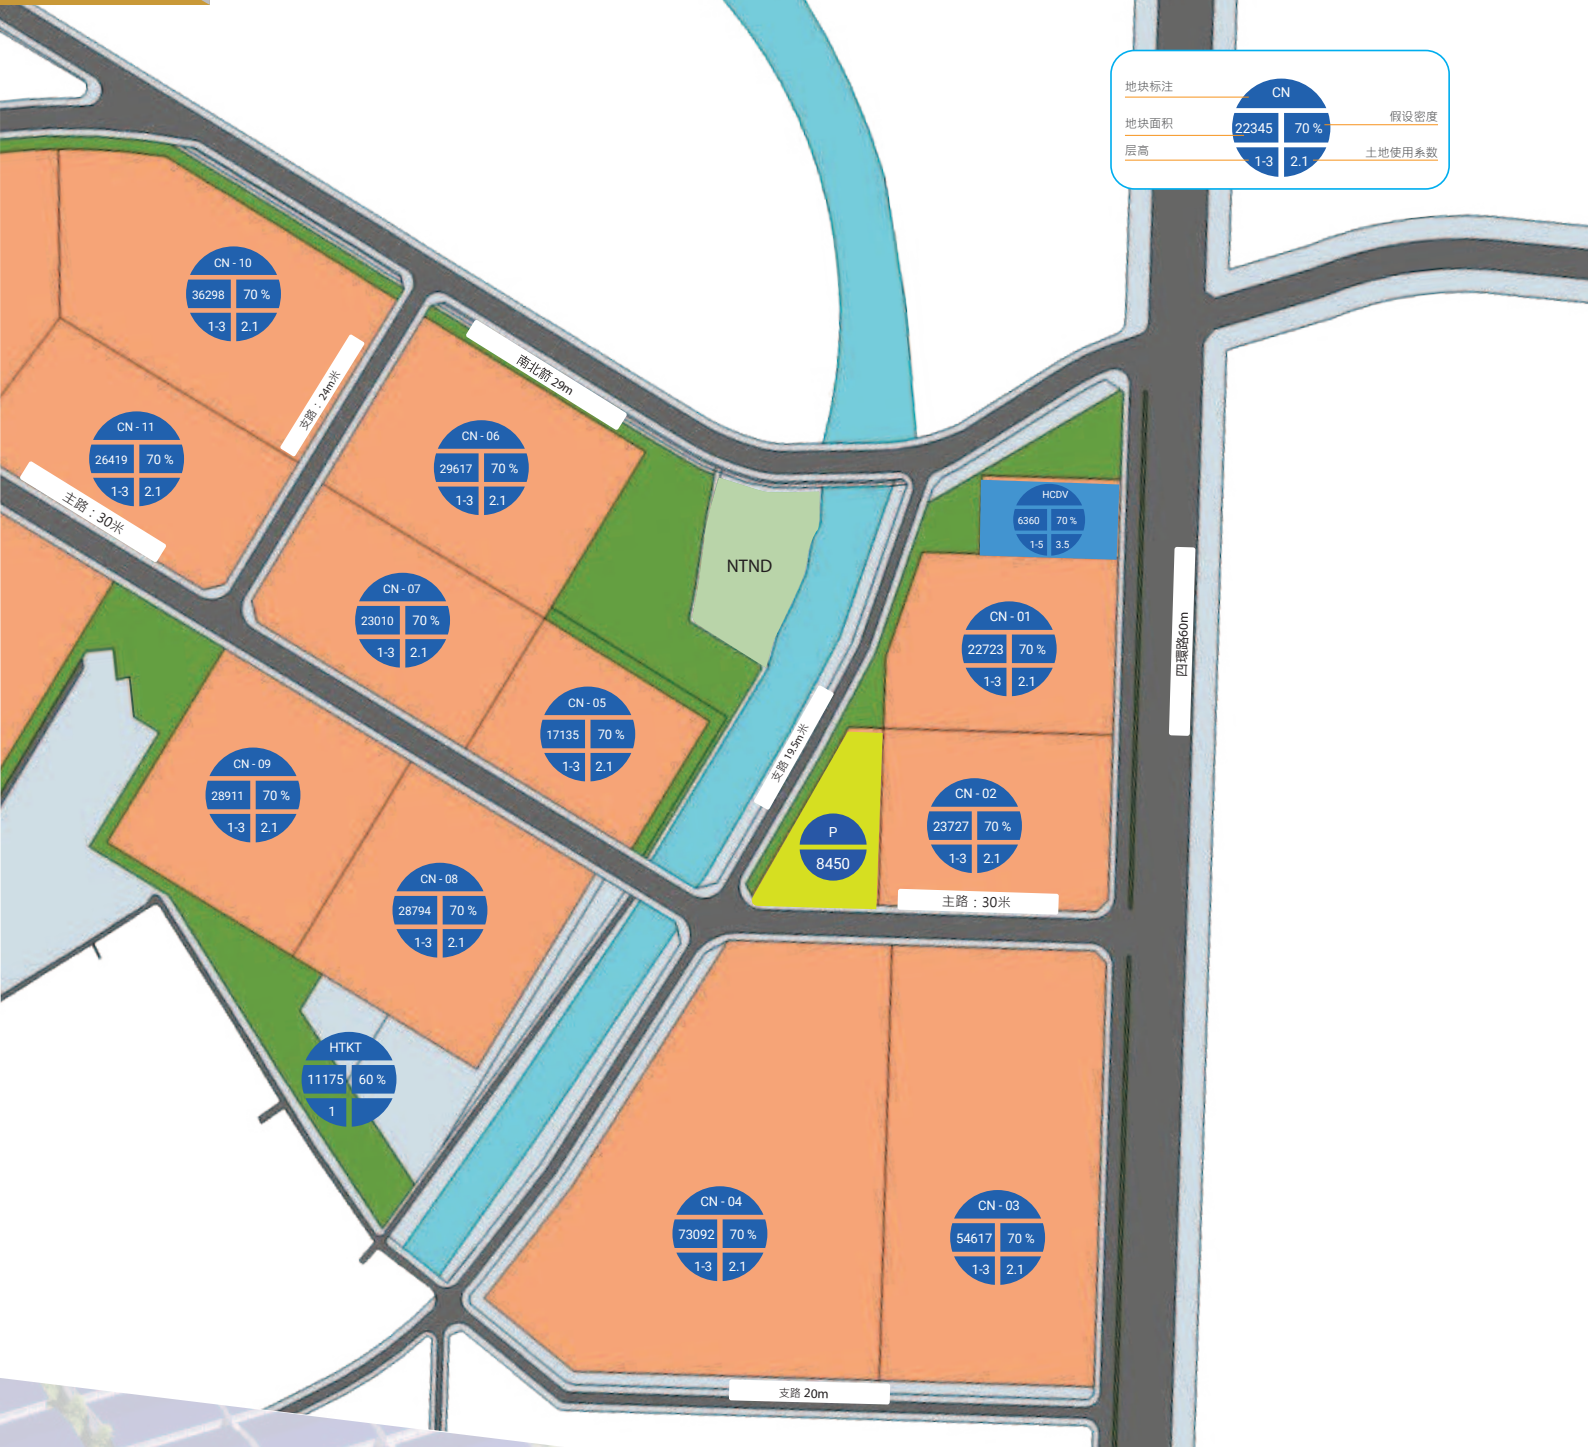 地块标注
CN
地块面积
22345
70 %
假设密度
层高
1-3
2.1
土地使用系数
CN - 10
36298
70 %
1-3
2.1
支路：24m米
南北箭 29m
CN - 11
26419
70 %
1-3
2.1
主路：30米
CN - 06
29617
70 %
1-3
2.1
NTND
HCDV
6360
70 %
1-5
3.5
CN - 07
23010
70 %
1-3
2.1
CN - 01
22723
70 %
1-3
2.1
四環路60m
CN - 05
17135
70 %
1-3
2.1
支路 19.5m米
CN - 09
28911
70 %
1-3
2.1
P
8450
CN - 02
23727
70 %
1-3
2.1
主路：30米
CN - 08
28794
70 %
1-3
2.1
HTKT
11175
60 %
1
CN - 04
73092
70 %
1-3
2.1
CN - 03
54617
70 %
1-3
2.1
支路 20m